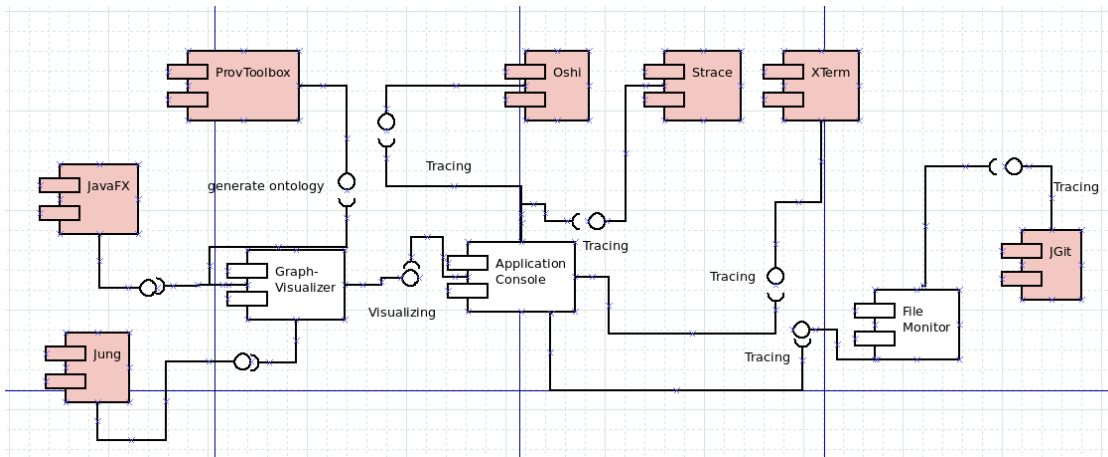 ProvToolbox
Oshi
Strace
XTerm
Tracing
JavaFX
generate ontology
Tracing
Tracing
Application
Console
JGit
Graph-
Visualizer
Tracing
Visualizing
File
Monitor
Jung
Tracing